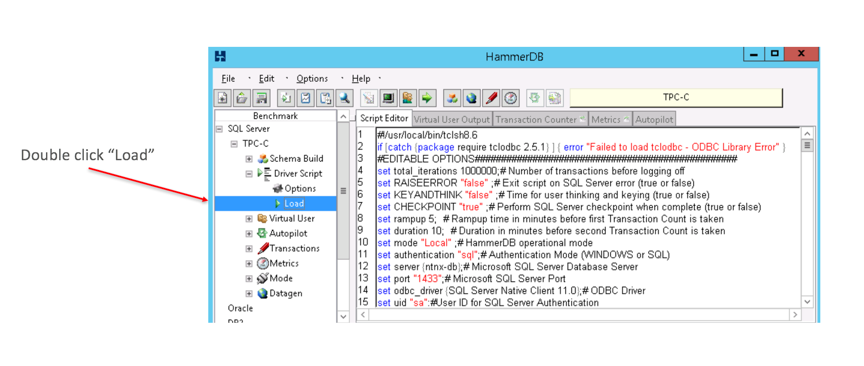 HammerDB
File Edit Options Help
TPC-C
Benchmark
SQL Server
TPC-C
Schema Build
Driver Script
Options
Load
Virtual User
Autopilot
Transactions
Metrics
Mode
Datagen
Oracle
DB2
Double click “Load”
Script Editor Virtual User Output Transaction Counter Metrics Autopilot
1 #!/usr/local/bin/tclsh8.6
2 if [catch {package require tclodbc 2.5.1} ] { error "Failed to load tclodbc - ODBC Library Error" }
3 #EDITABLE OPTIONS##################################################
4 set total_iterations 1000000;# Number of transactions before logging off
5 set RAISEERROR "false" ;# Exit script on SQL Server error (true or false)
6 set KEYANDTHINK "false" ;# Time for user thinking and keying (true or false)
7 set CHECKPOINT "true" ;# Perform SQL Server checkpoint when complete (true or false)
8 set rampup 5; # Rampup time in minutes before first Transaction Count is taken
9 set duration 10; # Duration in minutes before second Transaction Count is taken
10 set mode "Local" ;# HammerDB operational mode
11 set authentication "sql";# Authentication Mode (WINDOWS or SQL)
12 set server {ntnx-db};# Microsoft SQL Server Database Server
13 set port "1433";# Microsoft SQL Server Port
14 set odbc_driver {SQL Server Native Client 11.0};# ODBC Driver
15 set uid "sa";#User ID for SQL Server Authentication